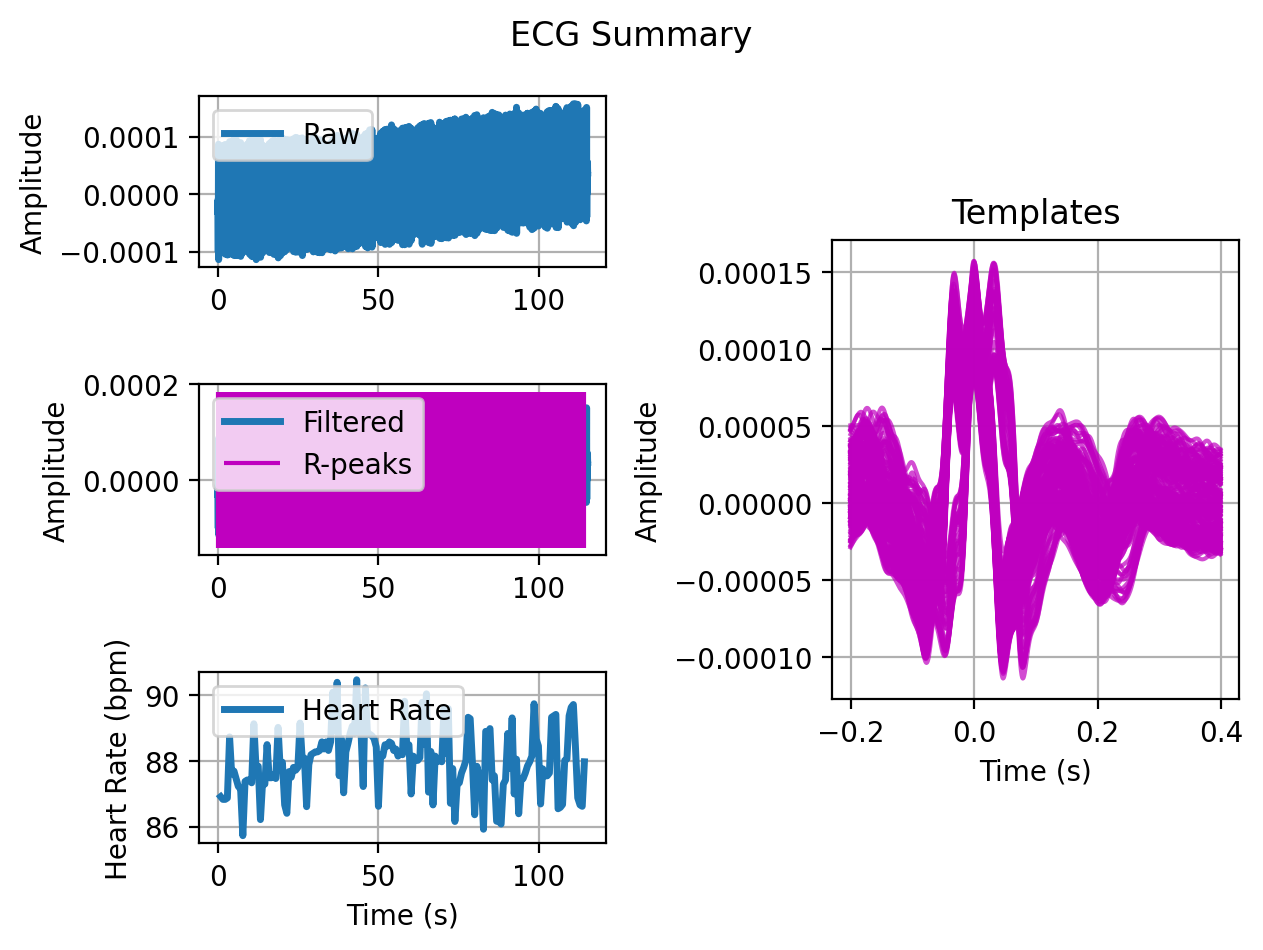 ECG Summary
Amplitude
0.0001
0.0000
−0.0001
Raw
0 50 100
Amplitude
0.0002
0.0000
Filtered
R-peaks
0 50 100
Heart Rate (bpm)
90
88
86
Heart Rate
0 50 100
Time (s)
Templates
Amplitude
0.00015
0.00010
0.00005
0.00000
−0.00005
−0.00010
−0.2 0.0 0.2 0.4
Time (s)